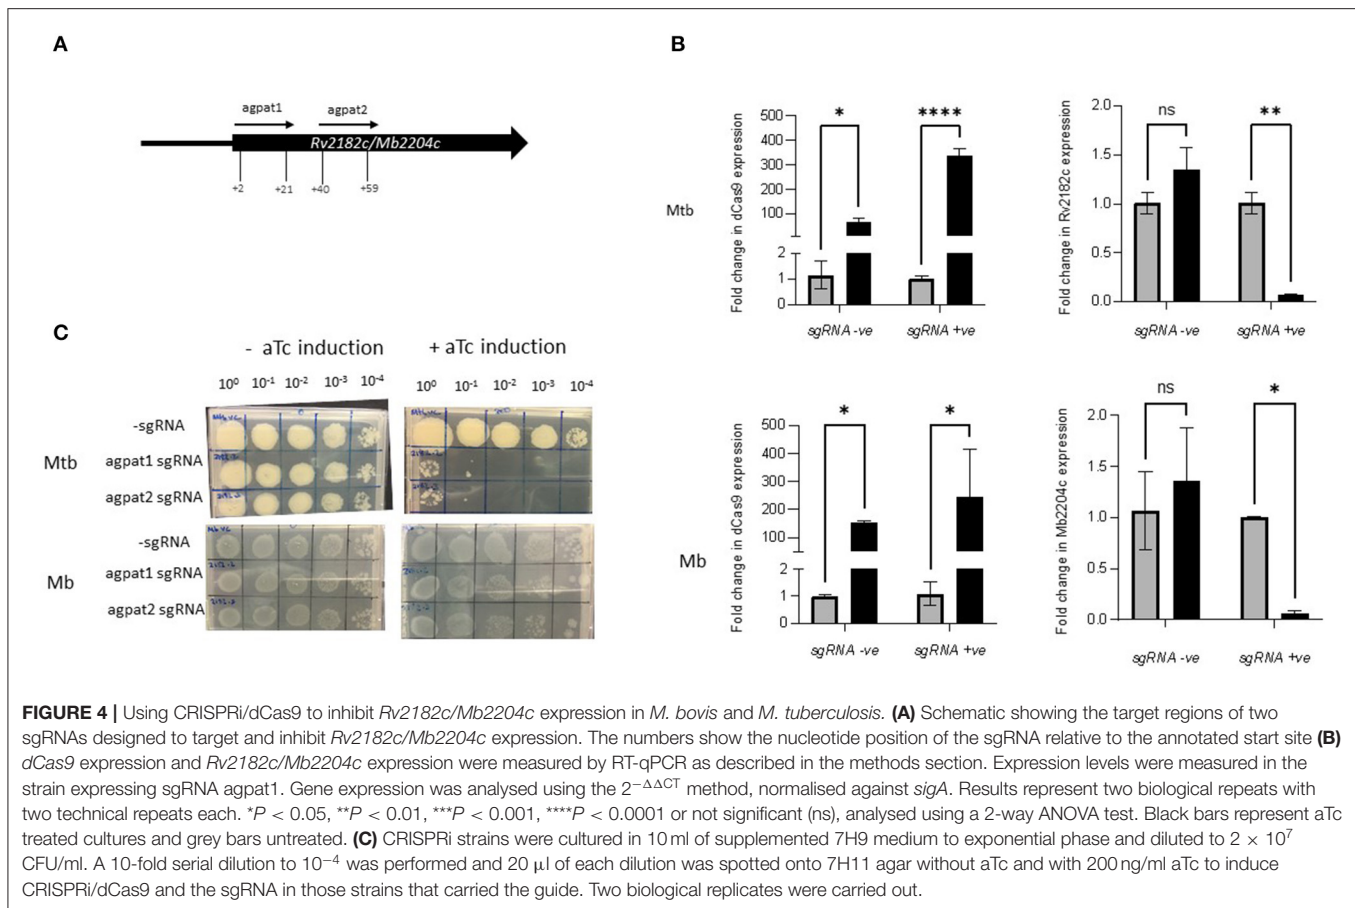 A
agpat1
agpat2
Rv2182c/Mb2204c
+2
+21
+40
+59
B
Mtb
Fold change in dCas9 expression
500
400
300
200
100
2
1
0
*
****
sgRNA -ve
sgRNA +ve
Fold change in Rv2182c expression
2.0
1.5
1.0
0.5
0.0
ns
**
sgRNA -ve
sgRNA +ve
Mb
Fold change in dCas9 expression
500
400
300
200
100
2
1
0
*
*
sgRNA -ve
sgRNA +ve
Fold change in Mb2204c expression
2.0
1.5
1.0
0.5
0.0
ns
*
sgRNA -ve
sgRNA +ve
C
- aTc induction
+ aTc induction
10⁰ 10⁻¹ 10⁻² 10⁻³ 10⁻⁴
10⁰ 10⁻¹ 10⁻² 10⁻³ 10⁻⁴
Mtb
-sgRNA
agpat1 sgRNA
agpat2 sgRNA
Mb
-sgRNA
agpat1 sgRNA
agpat2 sgRNA
FIGURE 4 | Using CRISPRi/dCas9 to inhibit Rv2182c/Mb2204c expression in M. bovis and M. tuberculosis. (A) Schematic showing the target regions of two
sgRNAs designed to target and inhibit Rv2182c/Mb2204c expression. The numbers show the nucleotide position of the sgRNA relative to the annotated start site (B)
dCas9 expression and Rv2182c/Mb2204c expression were measured by RT-qPCR as described in the methods section. Expression levels were measured in the
strain expressing sgRNA agpat1. Gene expression was analysed using the 2⁻ΔΔCT method, normalised against sigA. Results represent two biological repeats with
two technical repeats each. *P < 0.05, **P < 0.01, ***P < 0.001, ****P < 0.0001 or not significant (ns), analysed using a 2-way ANOVA test. Black bars represent aTc
treated cultures and grey bars untreated. (C) CRISPRi strains were cultured in 10 ml of supplemented 7H9 medium to exponential phase and diluted to 2 × 10⁷
CFU/ml. A 10-fold serial dilution to 10⁻⁴ was performed and 20 μl of each dilution was spotted onto 7H11 agar without aTc and with 200 ng/ml aTc to induce
CRISPRi/dCas9 and the sgRNA in those strains that carried the guide. Two biological replicates were carried out.